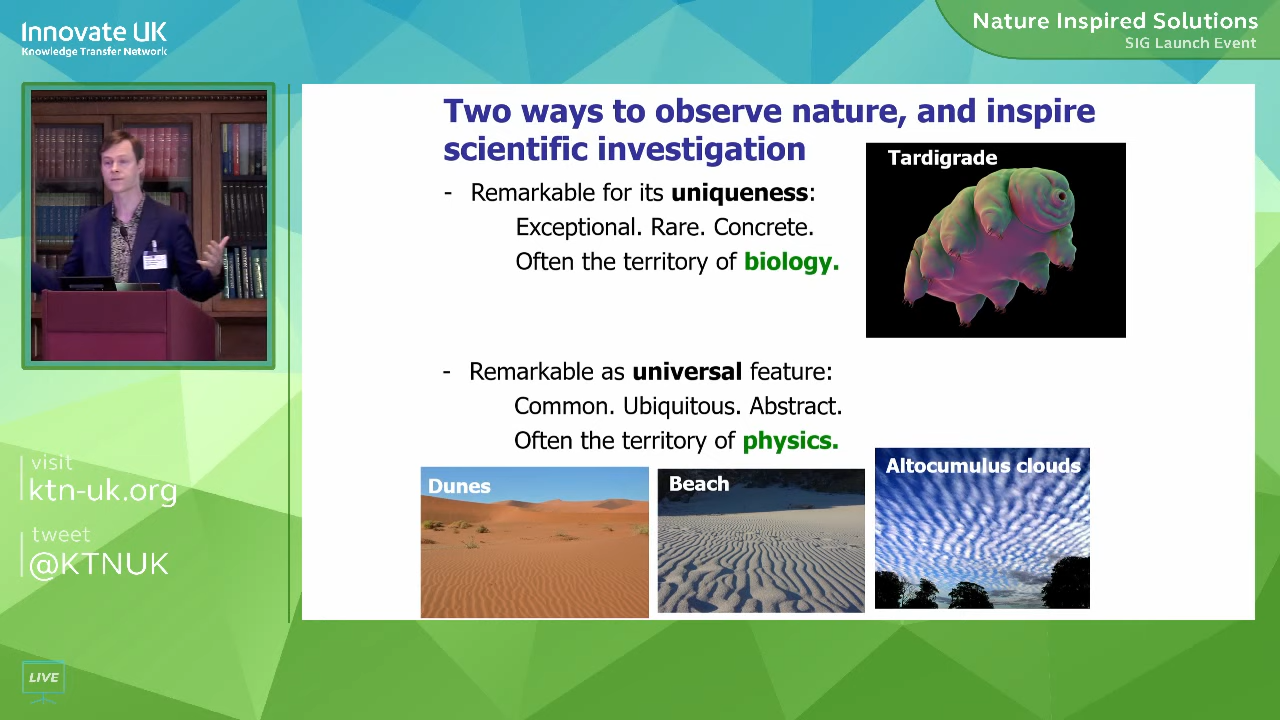 Innovate UK
Knowledge Transfer Network
Nature Inspired Solutions
SIG Launch Event
Two ways to observe nature, and inspire
scientific investigation
Tardigrade
- Remarkable for its uniqueness:
Exceptional. Rare. Concrete.
Often the territory of biology.
- Remarkable as universal feature:
Common. Ubiquitous. Abstract.
Often the territory of physics.
Dunes
Beach
Altocumulus clouds
visit
ktn-uk.org
tweet
@KTNUK
LIVE